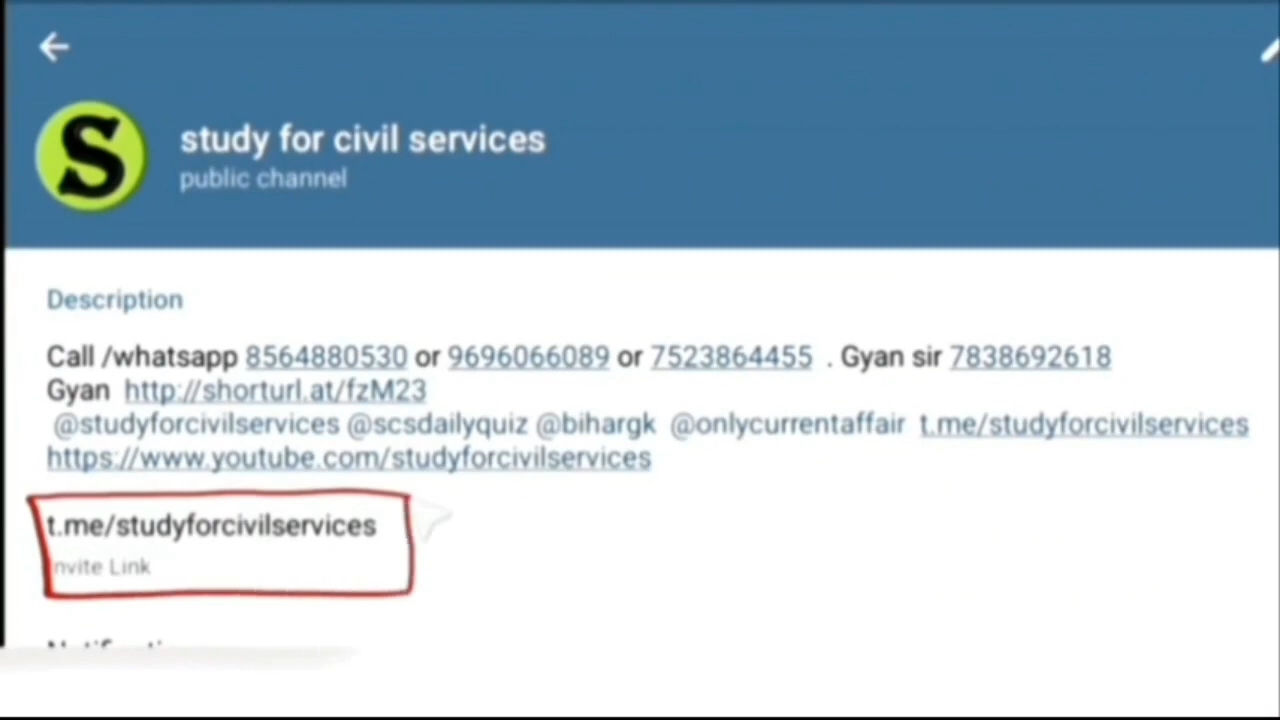 S
study for civil services
public channel
Description
Call /whatsapp 8564880530 or 9696066089 or 7523864455 . Gyan sir 7838692618
Gyan http://shorturl.at/fzM23
@studyforcivilservices @scsdailyquiz @bihargk @onlycurrentaffair t.me/studyforcivilservices
https://www.youtube.com/studyforcivilservices
t.me/studyforcivilservices
Invite Link